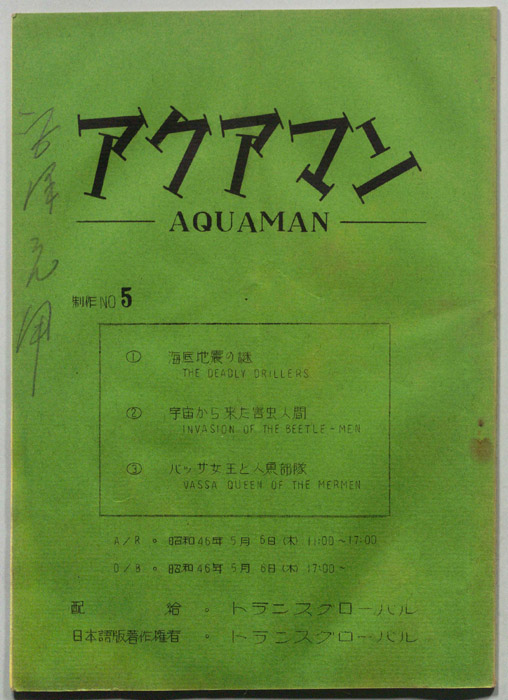 アクアマン
AQUAMAN
制作NO 5
① 海底地震の謎
THE DEADLY DRILLERS
② 宇宙から来た害虫人間
INVASION OF THE BEETLE-MEN
③ バッサ女王と人魚部隊
VASSA QUEEN OF THE MERMEN
A/R 。 昭和46年5月6日(木) 11:00~17:00
D/B 。 昭和46年5月6日(木) 17:00~
配給 。 トランスグローバル
日本語版著作権者 。 トランスグローバル